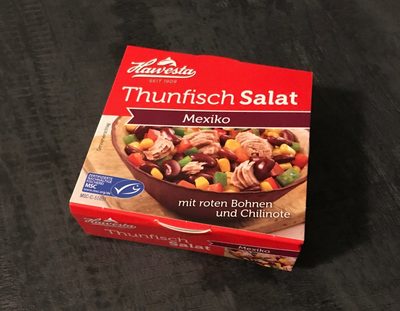 Hawesta
SEIT 1909
Thunfisch Salat
Mexiko
mit roten Bohnen
und Chilinote
MSC
Hawesta
Thunfisch
Salat
Mexiko